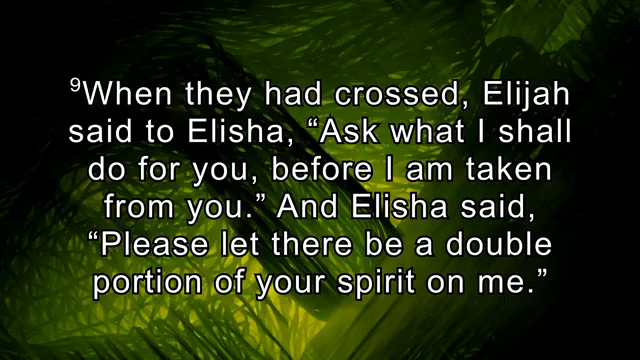 ⁹When they had crossed, Elijah
said to Elisha, “Ask what I shall
do for you, before I am taken
from you.” And Elisha said,
“Please let there be a double
portion of your spirit on me.”